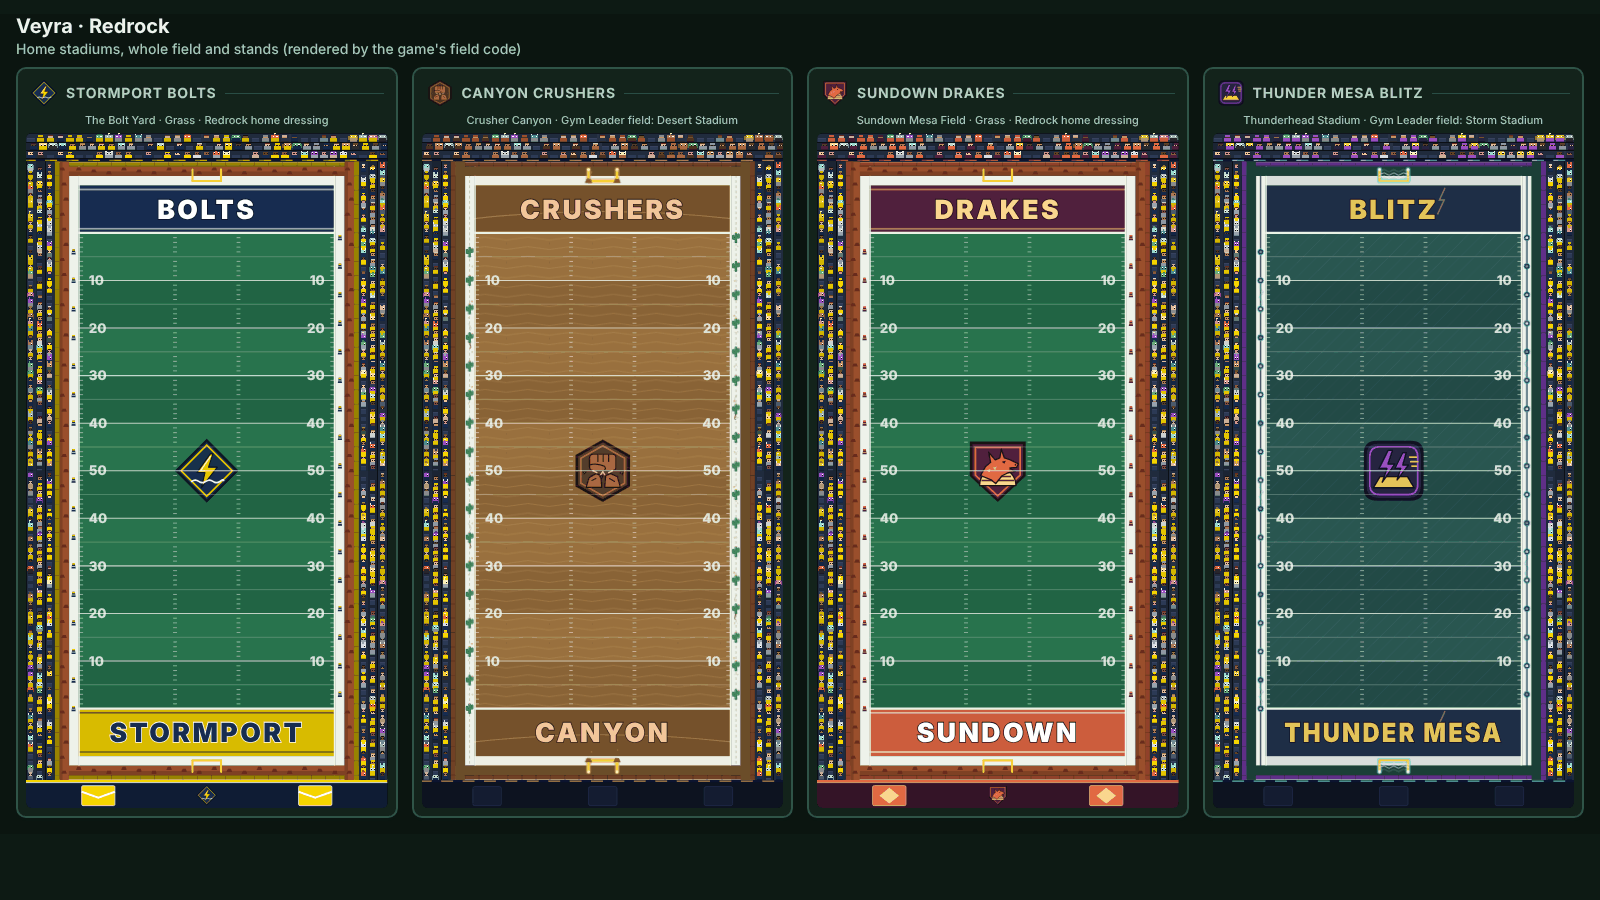 Veyra · Redrock
Home stadiums, whole field and stands (rendered by the game's field code)
STORMPORT BOLTS
The Bolt Yard · Grass · Redrock home dressing
BOLTS
10 10
20 20
30 30
40 40
50 50
40 40
30 30
20 20
10 10
STORMPORT
CANYON CRUSHERS
Crusher Canyon · Gym Leader field: Desert Stadium
CRUSHERS
10 10
20 20
30 30
40 40
50 50
40 40
30 30
20 20
10 10
CANYON
SUNDOWN DRAKES
Sundown Mesa Field · Grass · Redrock home dressing
DRAKES
10 10
20 20
30 30
40 40
50 50
40 40
30 30
20 20
10 10
SUNDOWN
THUNDER MESA BLITZ
Thunderhead Stadium · Gym Leader field: Storm Stadium
BLITZ
10 10
20 20
30 30
40 40
50 50
40 40
30 30
20 20
10 10
THUNDER MESA